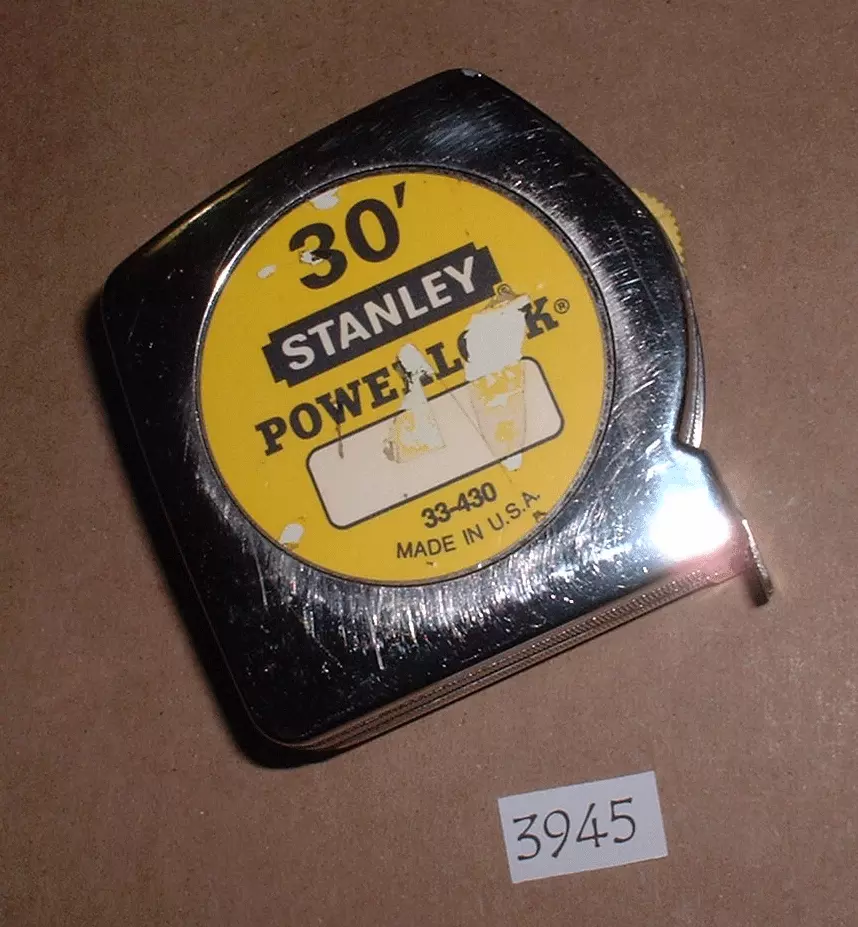 30'
STANLEY®
POWERLOCK®
33-430
MADE IN U.S.A.
3945